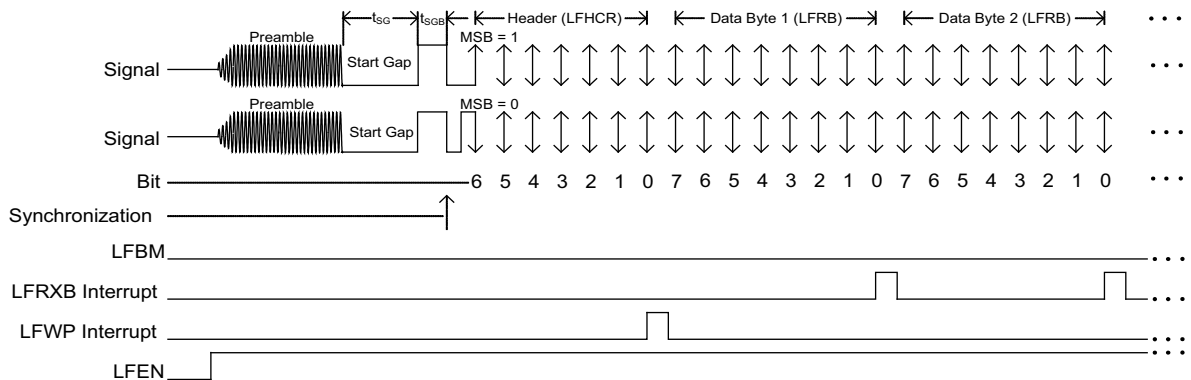 tSG tSGB Header (LFHCR) Data Byte 1 (LFRB) Data Byte 2 (LFRB) • • •
Preamble MSB = 1
Signal Start Gap • • •
Preamble MSB = 0
Signal Start Gap • • •
Bit 6 5 4 3 2 1 0 7 6 5 4 3 2 1 0 7 6 5 4 3 2 1 0 • • •
Synchronization
LFBM • • •
LFRXB Interrupt • • •
LFWP Interrupt • • •
LFEN • • •